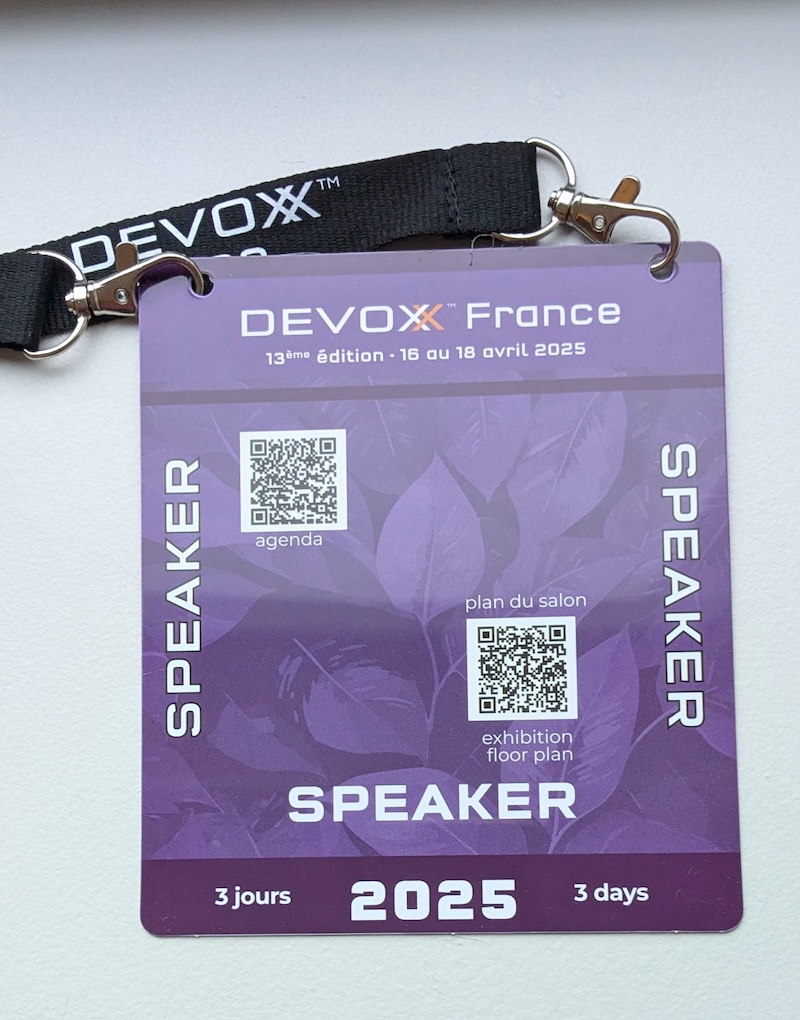 DEVOXX™
DEVOXX™ France
13ème édition - 16 au 18 avril 2025
SPEAKER
agenda
SPEAKER
plan du salon
exhibition
floor plan
SPEAKER
3 jours
2025
3 days